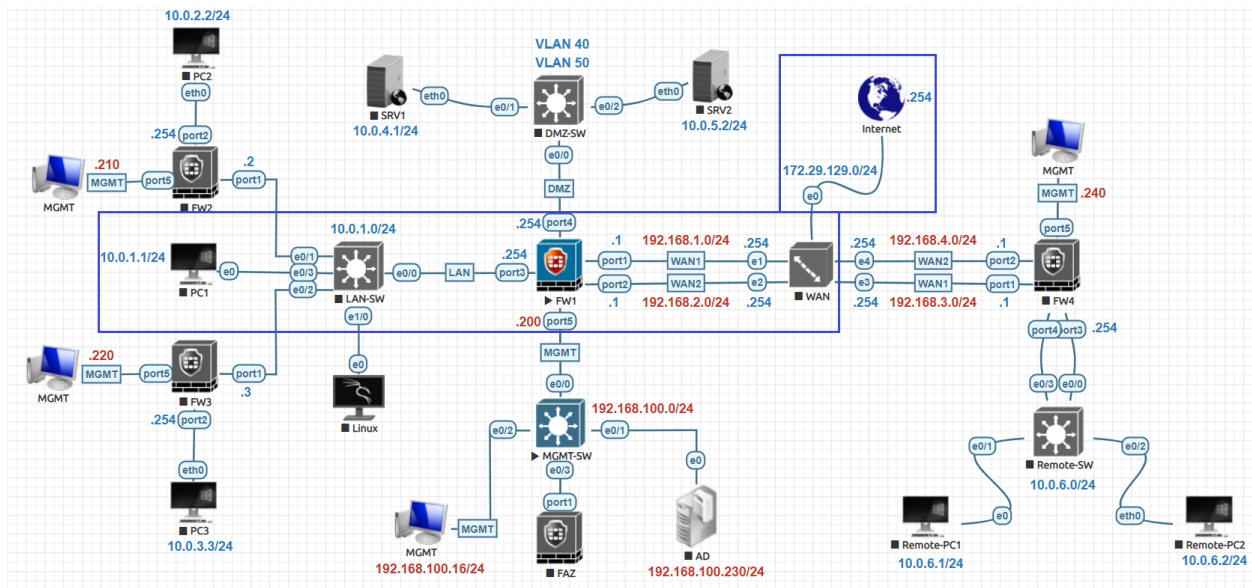 10.0.2.2/24
PC2
eth0
.254
port2
.210
MGMT
port5
port1
.2
MGMT
FW2
VLAN 40
VLAN 50
SRV1
10.0.4.1/24
eth0
e0/1
DMZ-SW
e0/2
eth0
SRV2
10.0.5.2/24
e0/0
DMZ
.254
port4
.254
Internet
172.29.129.0/24
e0
MGMT
MGMT
.240
port5
10.0.1.1/24
PC1
e0
10.0.1.0/24
e0/1
e0/3
e0/2
LAN-SW
e1/0
e0/0
LAN
.254
port3
FW1
.1
port1
192.168.1.0/24
WAN1
.254
e1
port2
.1
WAN2
192.168.2.0/24
e2
.254
WAN
.254
e4
192.168.4.0/24
WAN2
.1
port2
e3
.254
WAN1
192.168.3.0/24
port1
.1
FW4
port4
port3
.254
.200
port5
MGMT
e0/0
.220
MGMT
port5
port1
.3
MGMT
FW3
.254
port2
eth0
PC3
10.0.3.3/24
e0
Linux
e0/2
MGMT-SW
e0/1
192.168.100.0/24
e0/3
port1
FAZ
MGMT
MGMT
192.168.100.16/24
e0
AD
192.168.100.230/24
e0/3
e0/0
e0/1
e0/2
Remote-SW
10.0.6.0/24
e0
Remote-PC1
10.0.6.1/24
eth0
Remote-PC2
10.0.6.2/24